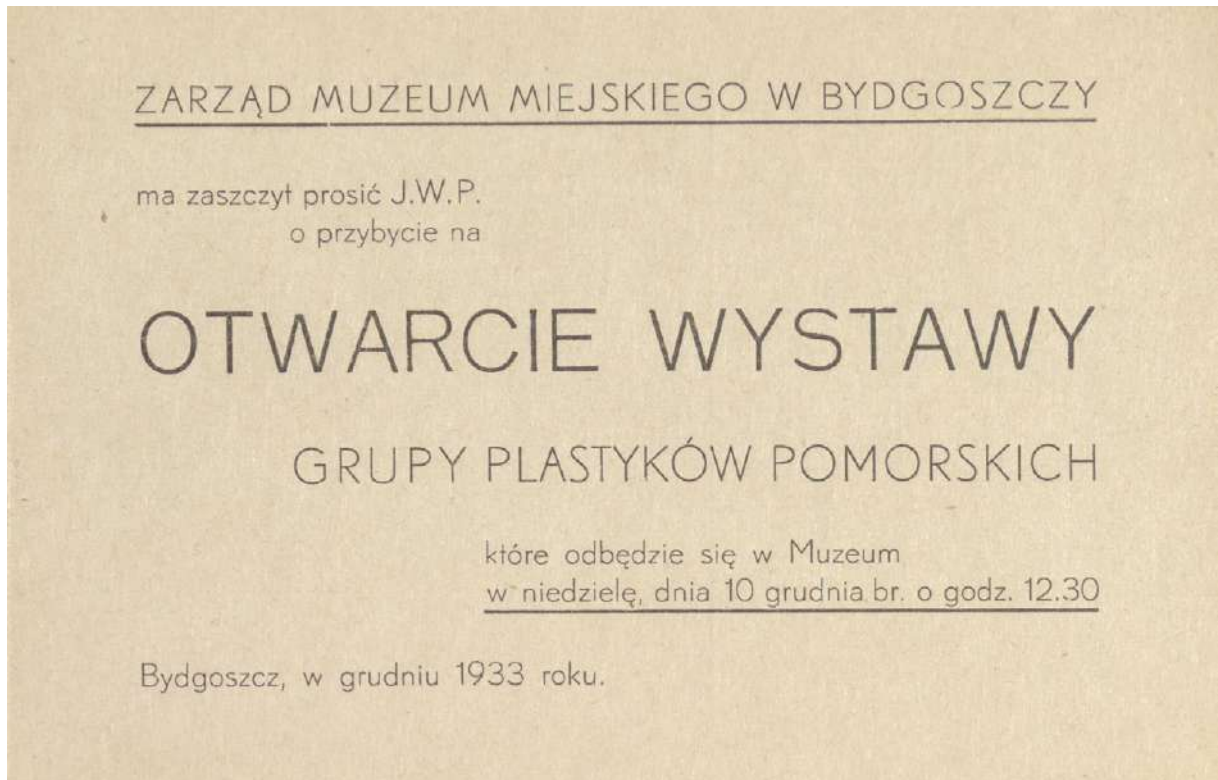 ZARZĄD MUZEUM MIEJSKIEGO W BYDGOSZCZY
ma zaszczyt prosić J.W.P.
o przybycie na
OTWARCIE WYSTAWY
GRUPY PLASTYKÓW POMORSKICH
które odbędzie się w Muzeum
w niedzielę, dnia 10 grudnia br. o godz. 12.30
Bydgoszcz, w grudniu 1933 roku.